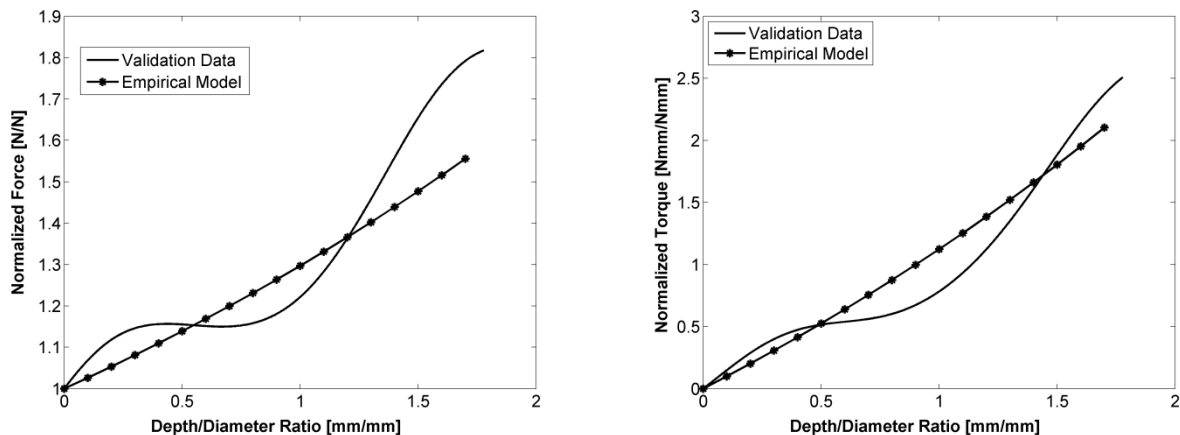 1.9
1.8
1.7
1.6
1.5
1.4
1.3
1.2
1.1
1
Normalized Force [N/N]
Validation Data
Empirical Model
0 0.5 1 1.5 2
Depth/Diameter Ratio [mm/mm]
3
2.5
2
1.5
1
0.5
0
Normalized Torque [Nmm/Nmm]
Validation Data
Empirical Model
0 0.5 1 1.5 2
Depth/Diameter Ratio [mm/mm]